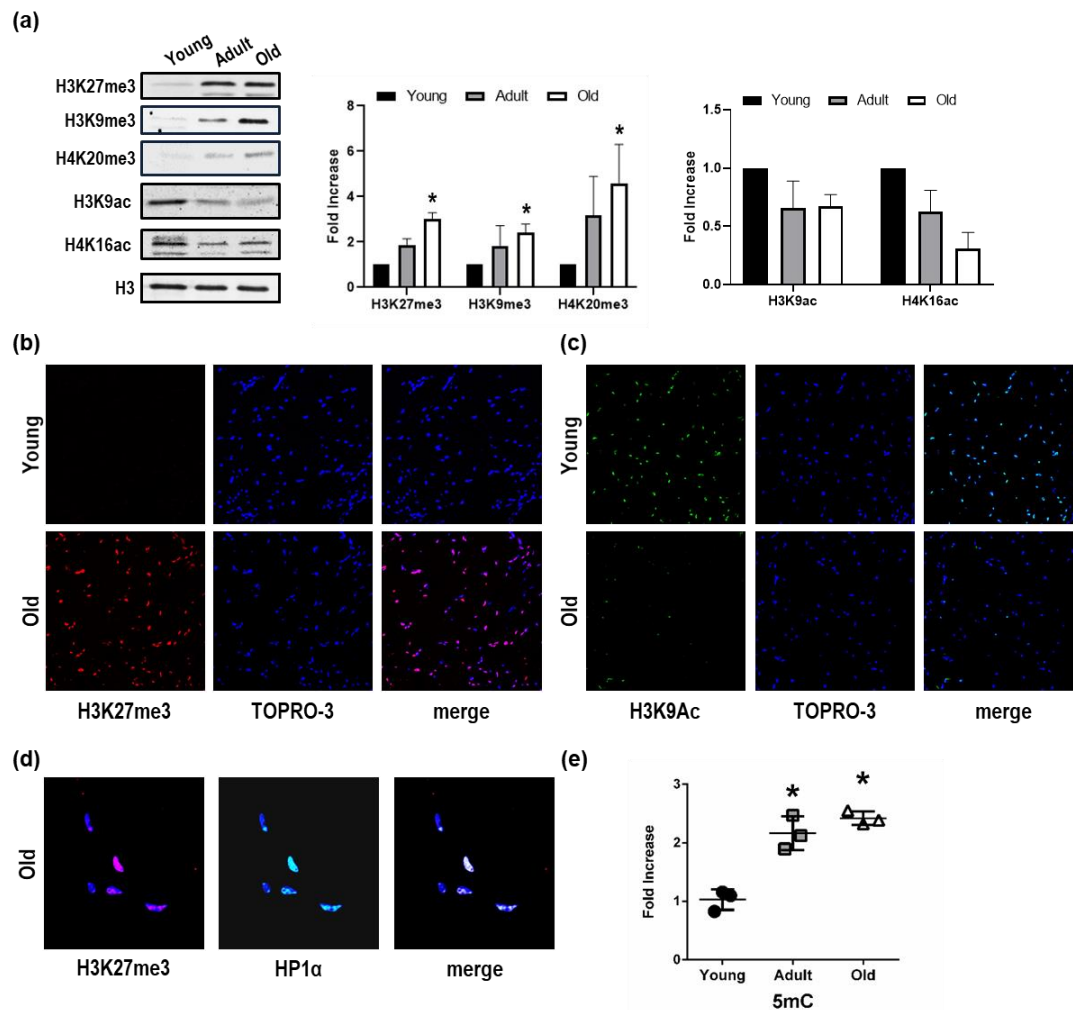 (a)
Young Adult Old
H3K27me3
H3K9me3
H4K20me3
H3K9ac
H4K16ac
H3
Young Adult Old
Fold Increase
8
6
4
2
0
* * *
H3K27me3 H3K9me3 H4K20me3
Young Adult Old
Fold Increase
1.5
1.0
0.5
0.0
H3K9ac H4K16ac
(b)
Young
Old
H3K27me3 TOPRO-3 merge
(c)
Young
Old
H3K9Ac TOPRO-3 merge
(d)
Old
H3K27me3 HP1α merge
(e)
Fold Increase
3
2
1
0
* *
Young Adult Old
5mC